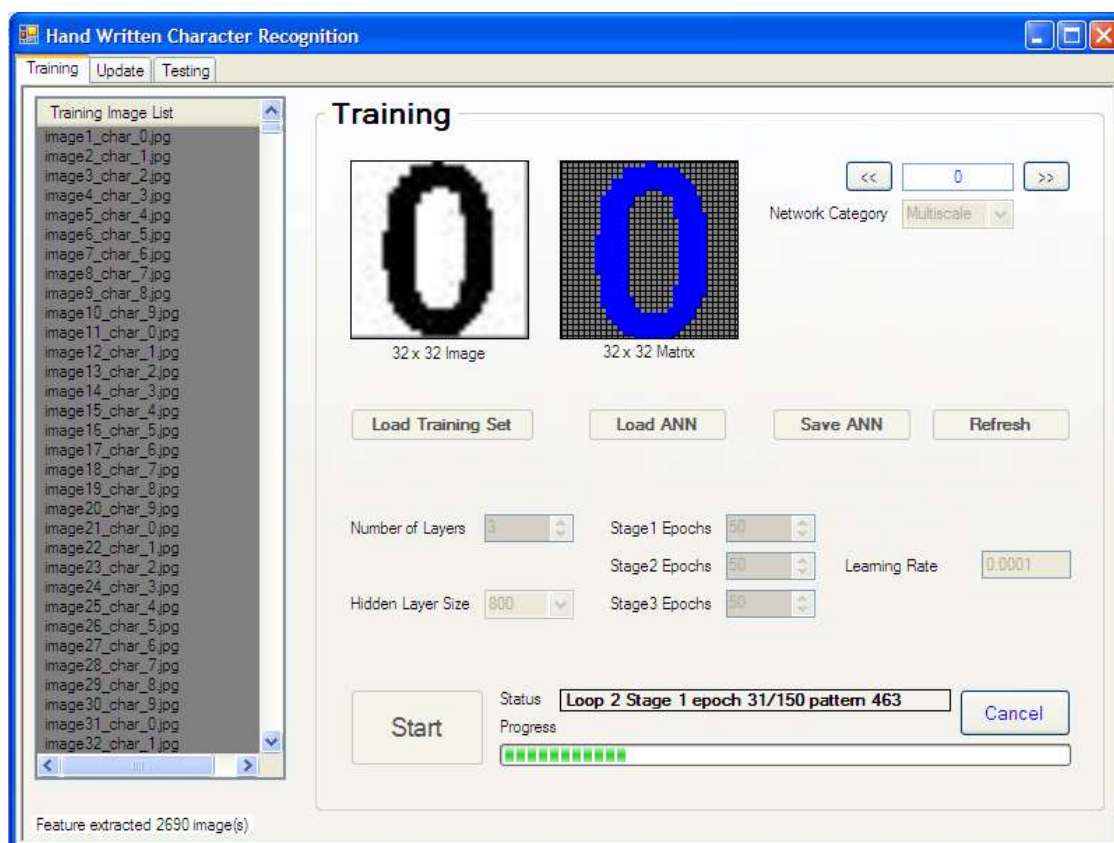 Hand Written Character Recognition
Training Update Testing
Training Image List
image1_char_0.jpg
image2_char_1.jpg
image3_char_2.jpg
image4_char_3.jpg
image5_char_4.jpg
image6_char_5.jpg
image7_char_6.jpg
image8_char_7.jpg
image9_char_8.jpg
image10_char_9.jpg
image11_char_0.jpg
image12_char_1.jpg
image13_char_2.jpg
image14_char_3.jpg
image15_char_4.jpg
image16_char_5.jpg
image17_char_6.jpg
image18_char_7.jpg
image19_char_8.jpg
image20_char_9.jpg
image21_char_0.jpg
image22_char_1.jpg
image23_char_2.jpg
image24_char_3.jpg
image25_char_4.jpg
image26_char_5.jpg
image27_char_6.jpg
image28_char_7.jpg
image29_char_8.jpg
image30_char_9.jpg
image31_char_0.jpg
image32_char_1.jpg
Feature extracted 2690 image(s)
Training
0 0
<< 0 >>
Network Category Multiscale
32 x 32 Image 32 x 32 Matrix
Load Training Set Load ANN Save ANN Refresh
Number of Layers 3 Stage1 Epochs 50
Stage2 Epochs 50 Learning Rate 0.0001
Hidden Layer Size 800 Stage3 Epochs 50
Start
Status Loop 2 Stage 1 epoch 31/150 pattern 463
Progress
Cancel